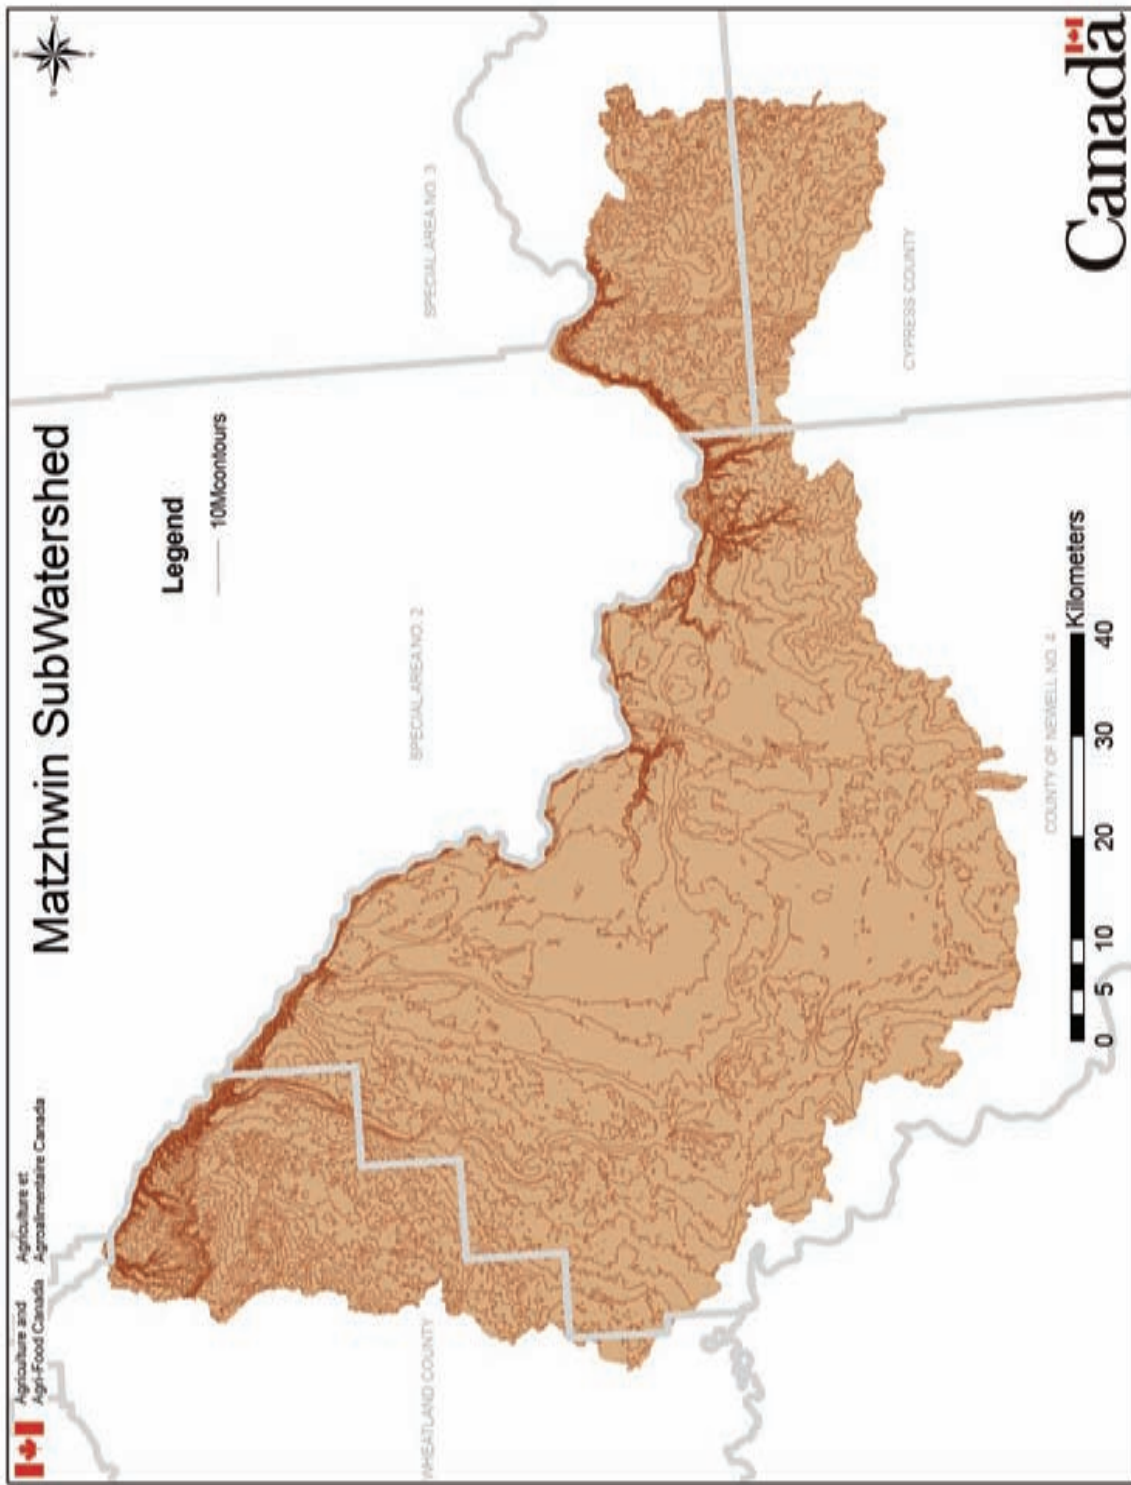 Agriculture and
Agri-Food Canada
Agriculture et
Agroalimentaire Canada
Matzhwin SubWatershed
Legend
10Mcontours
SPECIAL AREA NO. 3
SPECIAL AREA NO. 2
WHEATLAND COUNTY
CYPRESS COUNTY
COUNTY OF NEWELL NO. 4
0 5 10 20 30 40
Kilometers
Canada